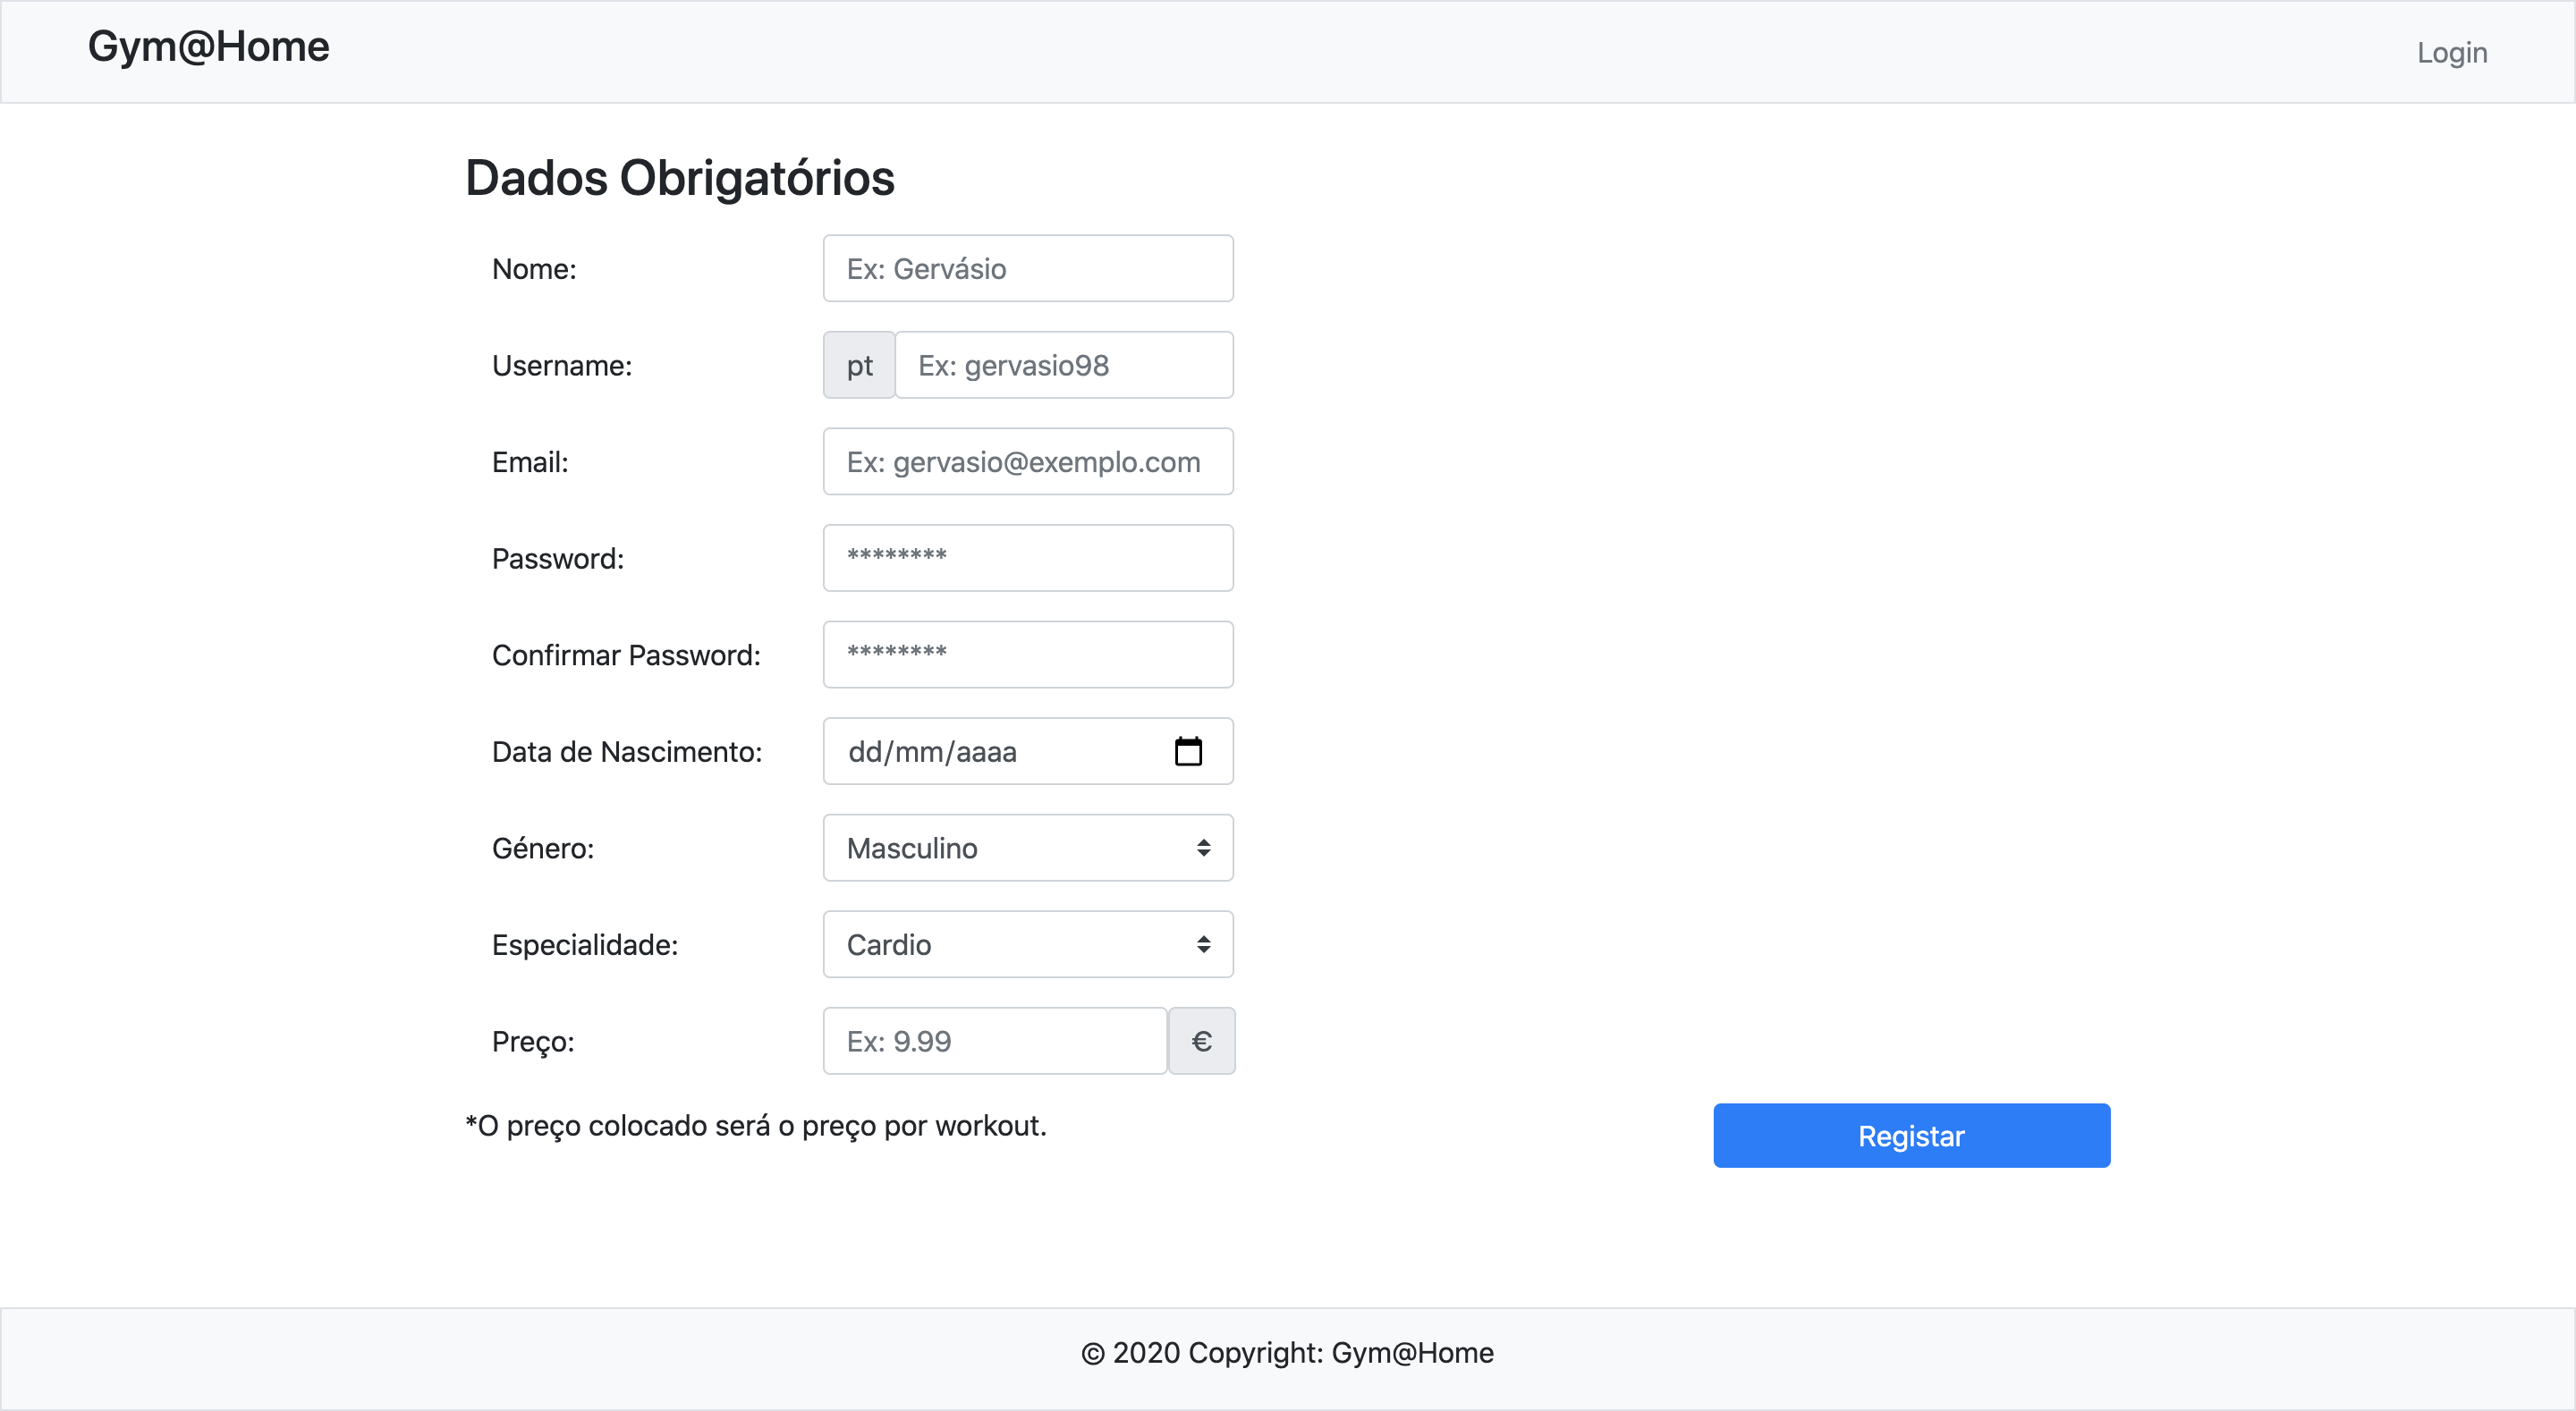 Gym@Home
Login
Dados Obrigatórios
Nome: Ex: Gervásio
Username: pt Ex: gervasio98
Email: Ex: gervasio@exemplo.com
Password: ********
Confirmar Password: ********
Data de Nascimento: dd/mm/aaaa
Género: Masculino
Especialidade: Cardio
Preço: Ex: 9.99 €
*O preço colocado será o preço por workout.
Registar
© 2020 Copyright: Gym@Home